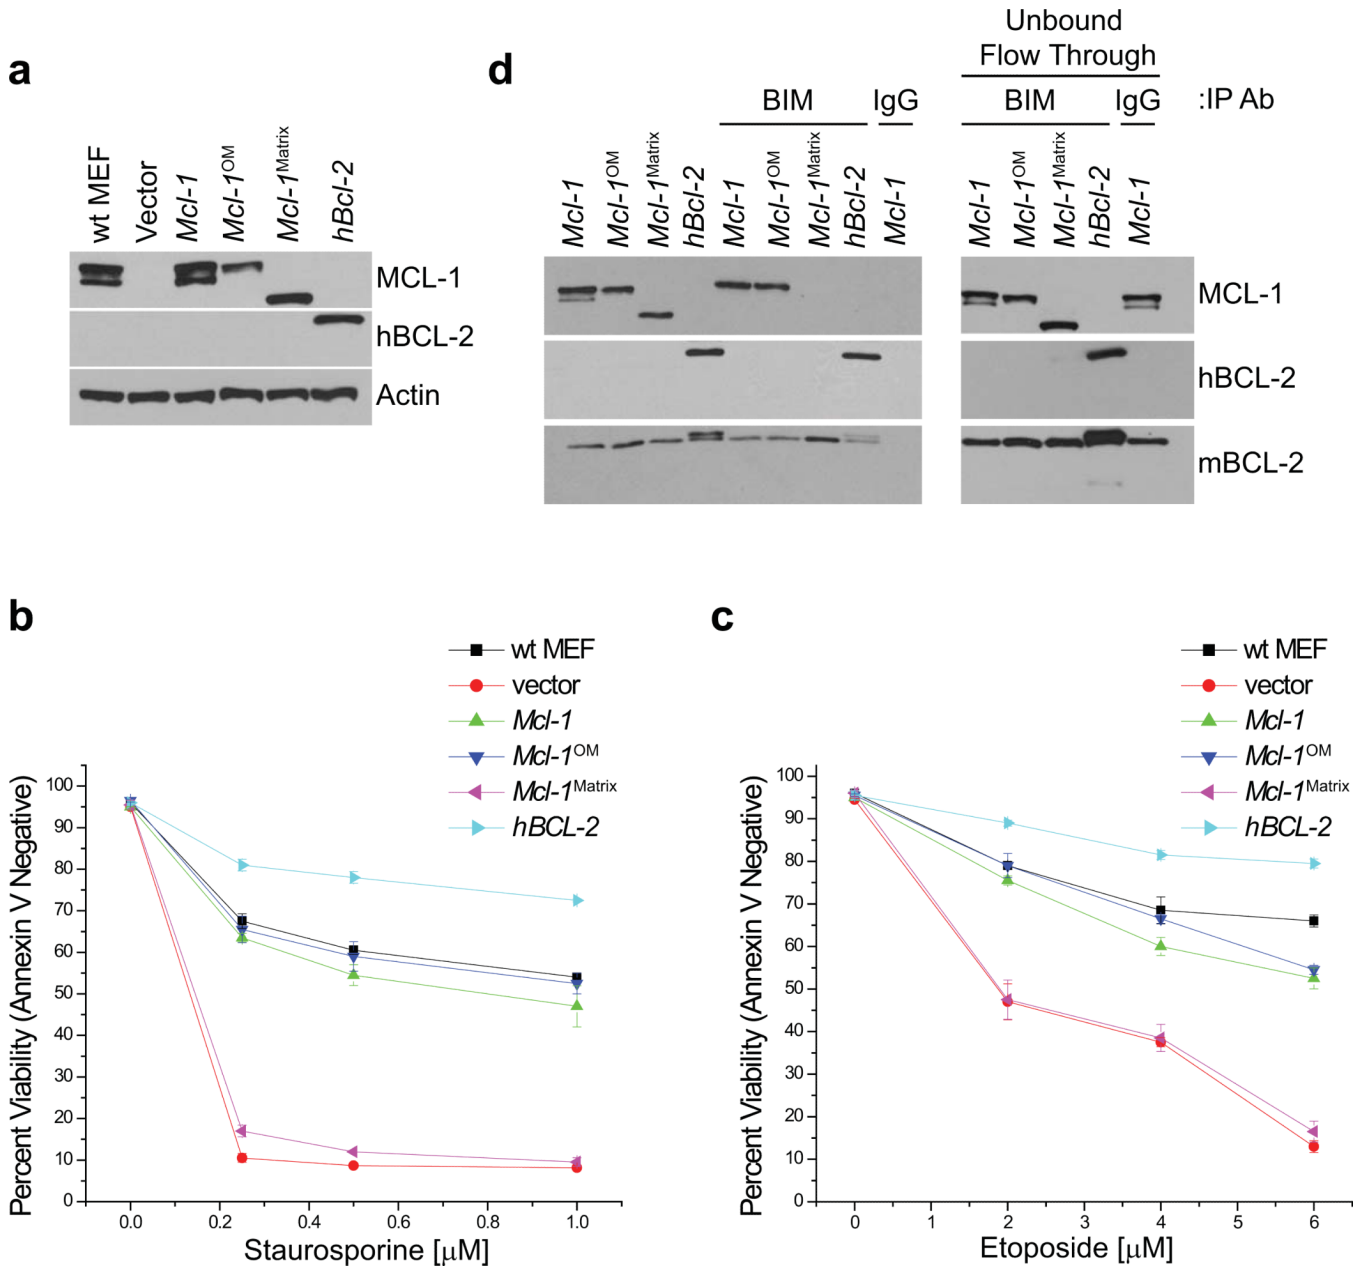 a
wt MEF
Vector
Mcl-1
Mcl-1OM
Mcl-1Matrix
hBcl-2
MCL-1
hBCL-2
Actin
d
Unbound
Flow Through
BIM
IgG
BIM
IgG
:IP Ab
Mcl-1
Mcl-1OM
Mcl-1Matrix
hBcl-2
Mcl-1
Mcl-1OM
Mcl-1Matrix
hBcl-2
Mcl-1
Mcl-1
Mcl-1OM
Mcl-1Matrix
hBcl-2
Mcl-1
MCL-1
hBCL-2
mBCL-2
b
wt MEF
vector
Mcl-1
Mcl-1OM
Mcl-1Matrix
hBCL-2
Percent Viability (Annexin V Negative)
100
90
80
70
60
50
40
30
20
10
0
0.0 0.2 0.4 0.6 0.8 1.0
Staurosporine [µM]
c
wt MEF
vector
Mcl-1
Mcl-1OM
Mcl-1Matrix
hBCL-2
Percent Viability (Annexin V Negative)
100
90
80
70
60
50
40
30
20
10
0
0 1 2 3 4 5 6
Etoposide [µM]